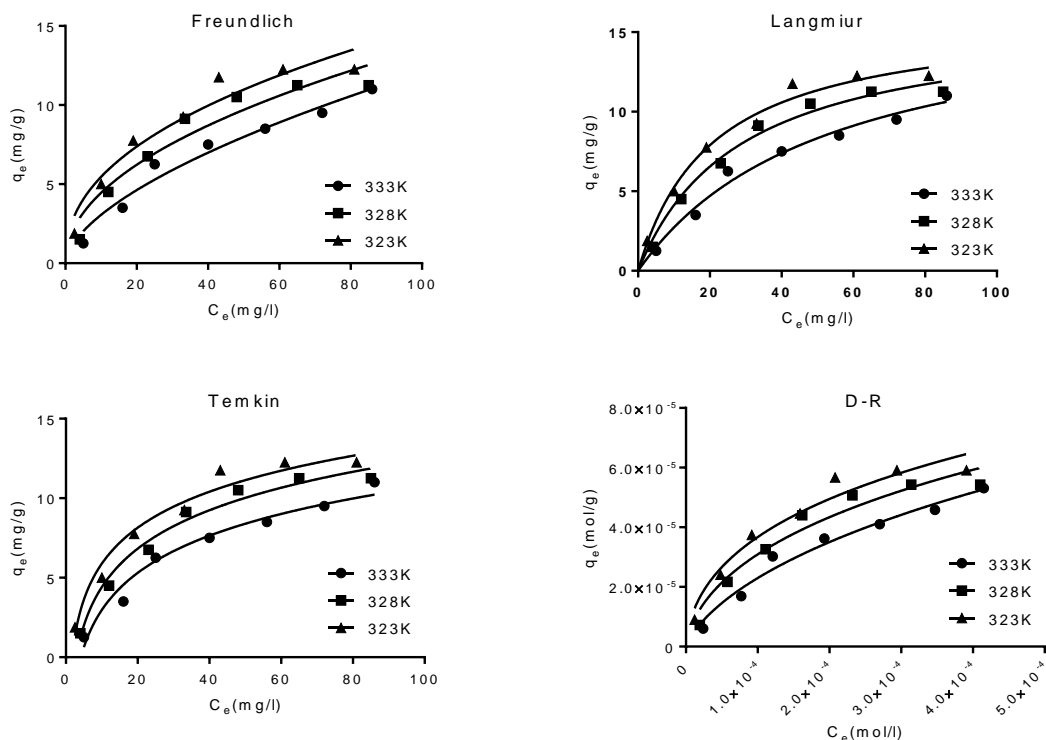 Freundlich
15
10
5
0
q_e(mg/g)
0 20 40 60 80 100
C_e(mg/l)
333K
328K
323K
Langmiur
15
10
5
0
q_e(mg/g)
0 20 40 60 80 100
C_e(mg/l)
333K
328K
323K
Temkin
15
10
5
0
q_e(mg/g)
0 20 40 60 80 100
C_e(mg/l)
333K
328K
323K
D-R
8.0×10⁻⁵
6.0×10⁻⁵
4.0×10⁻⁵
2.0×10⁻⁵
0
q_e(mol/g)
0 1.0×10⁻⁴ 2.0×10⁻⁴ 3.0×10⁻⁴ 4.0×10⁻⁴ 5.0×10⁻⁴
C_e(mol/l)
333K
328K
323K